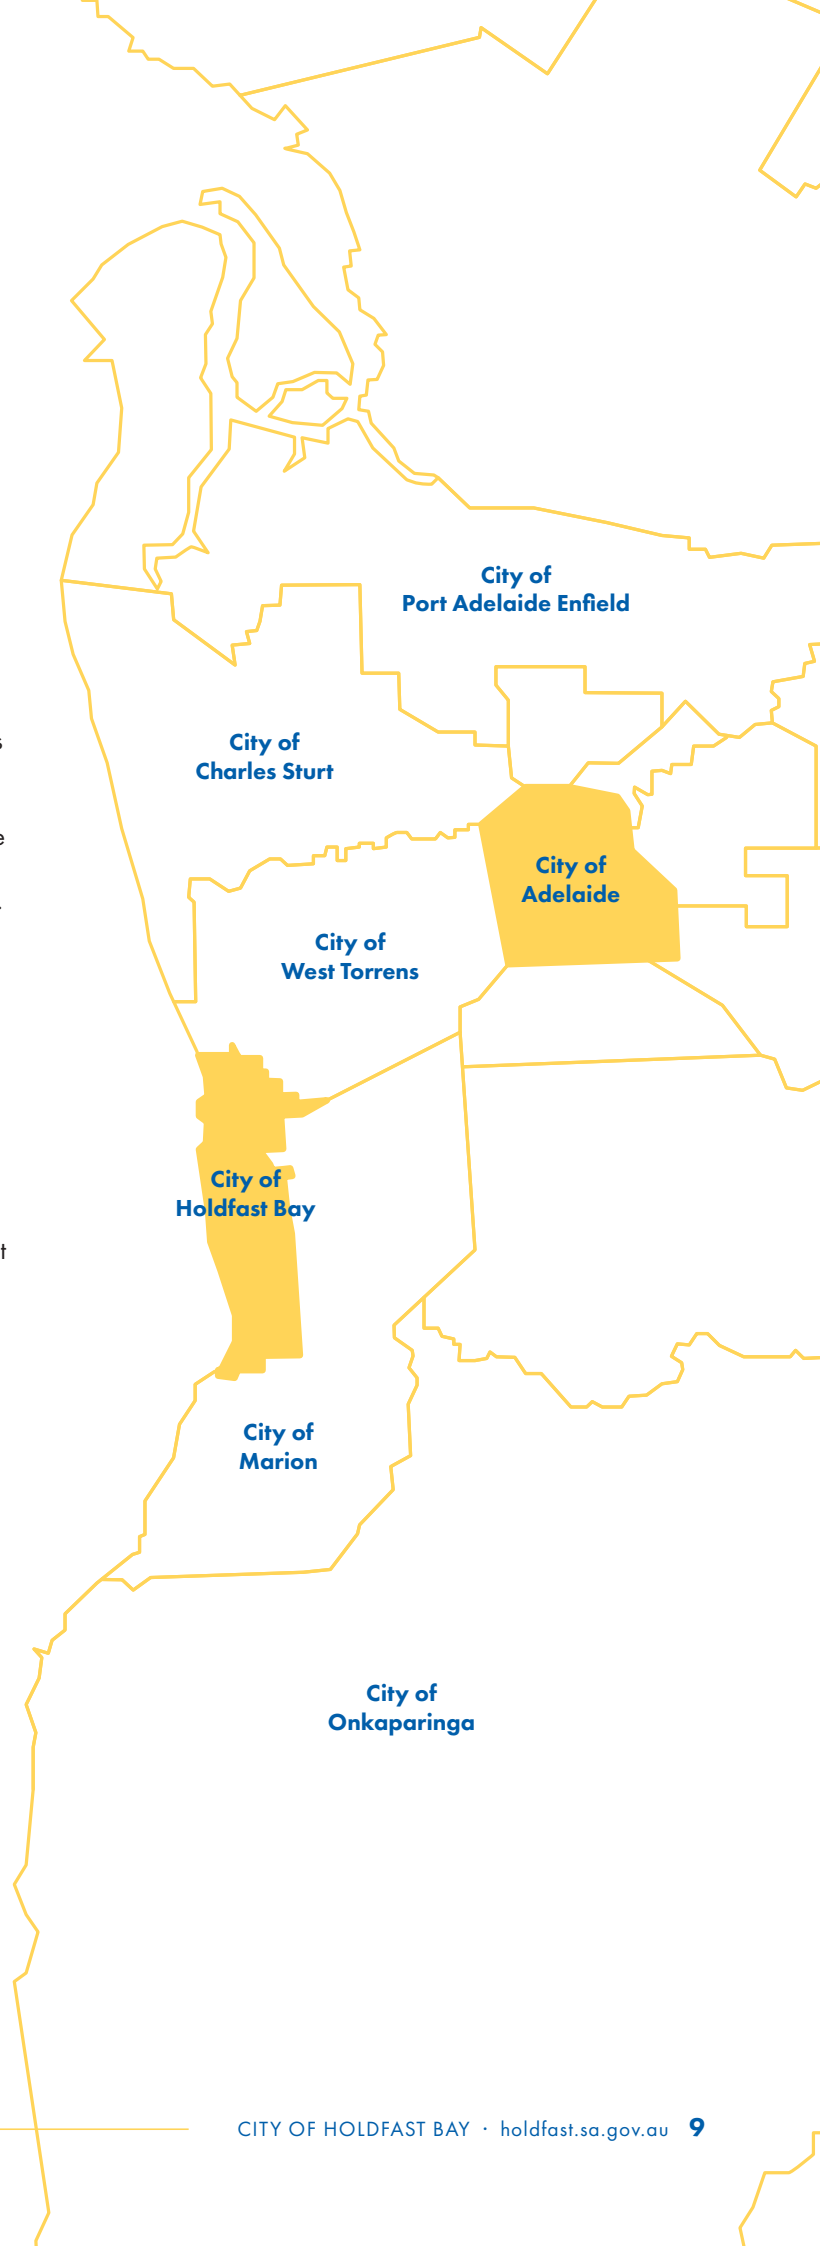 City of
Port Adelaide Enfield
City of
Charles Sturt
City of
Adelaide
City of
West Torrens
City of
Holdfast Bay
City of
Marion
City of
Onkaparinga
CITY OF HOLDFAST BAY · holdfast.sa.gov.au 9